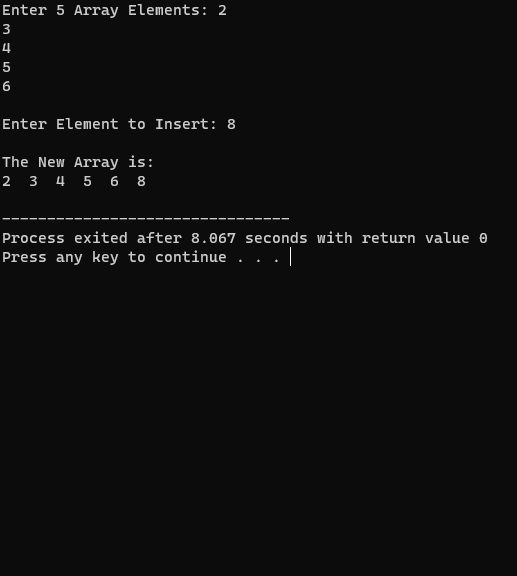 Enter 5 Array Elements: 2
3
4
5
6
Enter Element to Insert: 8
The New Array is:
2  3  4  5  6  8
--------------------------------
Process exited after 8.067 seconds with return value 0
Press any key to continue . . .